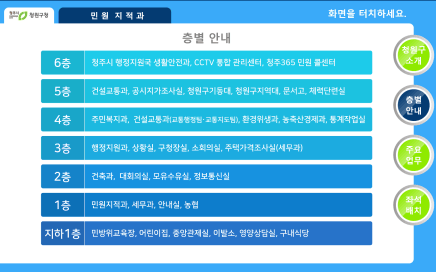 청원구청
민원 지적과
화면을 터치하세요.
층별 안내
6층 청주시 행정지원국 생활안전과, CCTV 통합 관리센터, 청주365 민원 콜센터
5층 건설교통과, 공시지가조사실, 청원구기동대, 청원구지역대, 문서고, 체력단련실
4층 주민복지과, 건설교통과(교통행정팀·교통지도팀), 환경위생과, 농축산경제과, 통계작업실
3층 행정지원과, 상황실, 구청장실, 소회의실, 주택가격조사실(세무과)
2층 건축과, 대회의실, 모유수유실, 정보통신실
1층 민원지적과, 세무과, 안내실, 농협
지하1층 민방위교육장, 어린이집, 중앙관제실, 이발소, 영양상담실, 구내식당
청원구
소개
층별
안내
주요
업무
좌석
배치